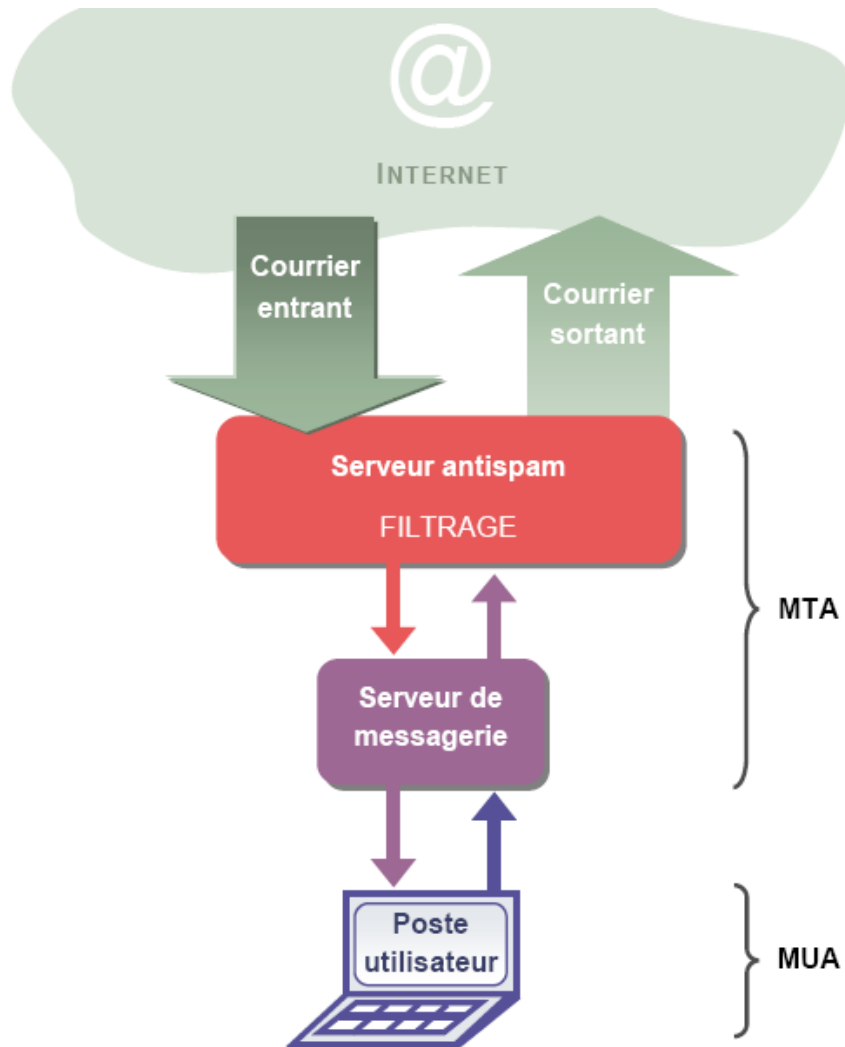 @
INTERNET
Courrier
entrant
Courrier
sortant
Serveur antispam
FILTRAGE
MTA
Serveur de
messagerie
Poste
utilisateur
MUA